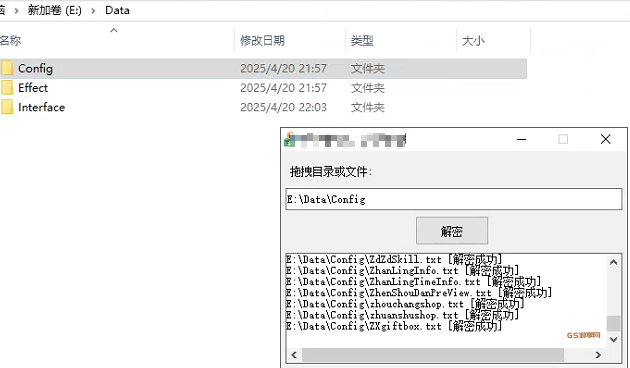 新加卷 (E:) > Data
名称 修改日期 类型 大小
Config 2025/4/20 21:57 文件夹
Effect 2025/4/20 21:57 文件夹
Interface 2025/4/20 22:03 文件夹
拖拽目录或文件:
E:\Data\Config
解密
E:\Data\Config\ZdZdSkill.txt [解密成功]
E:\Data\Config\ZhanLingInfo.txt [解密成功]
E:\Data\Config\ZhanLingTimeInfo.txt [解密成功]
E:\Data\Config\ZhenShouDanPreView.txt [解密成功]
E:\Data\Config\zhouchangshop.txt [解密成功]
E:\Data\Config\zhuanshushop.txt [解密成功]
E:\Data\Config\ZXgiftbox.txt [解密成功]
GS游享网